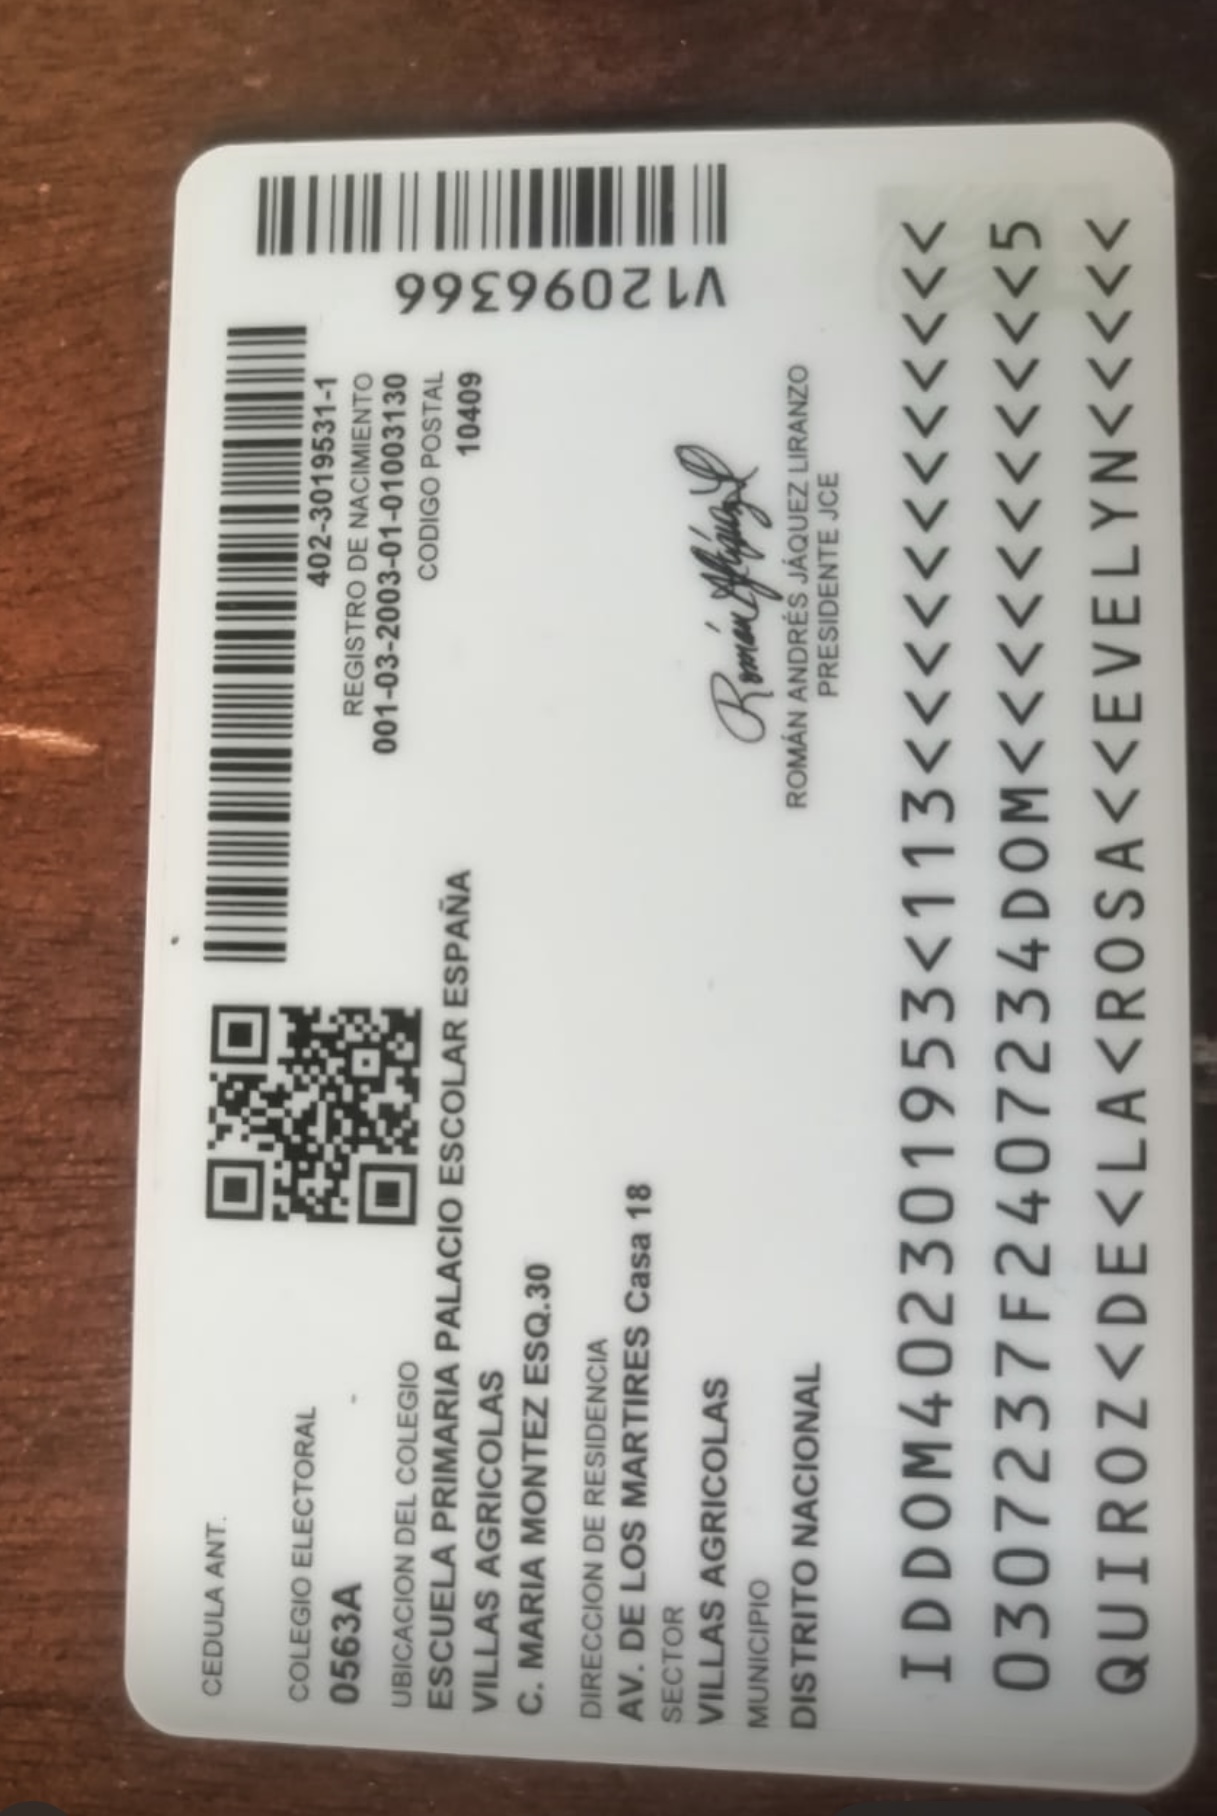 CEDULA ANT.
COLEGIO ELECTORAL
0563A
UBICACION DEL COLEGIO
ESCUELA PRIMARIA PALACIO ESCOLAR ESPAÑA
VILLAS AGRICOLAS
C. MARIA MONTEZ ESQ.30
DIRECCION DE RESIDENCIA
AV. DE LOS MARTIRES Casa 18
SECTOR
VILLAS AGRICOLAS
MUNICIPIO
DISTRITO NACIONAL
402-3019531-1
REGISTRO DE NACIMIENTO
001-03-2003-01-01003130
CODIGO POSTAL
10409
V12096366
Román A Jáquez L
ROMÁN ANDRÉS JÁQUEZ LIRANZO
PRESIDENTE JCE
IDDOM402301953<113<<<<<<<<<<<<
0307237F2407234DOM<<<<<<<<<<<5
QUIROZ<DE<LA<ROSA<<EVELYN<<<<<